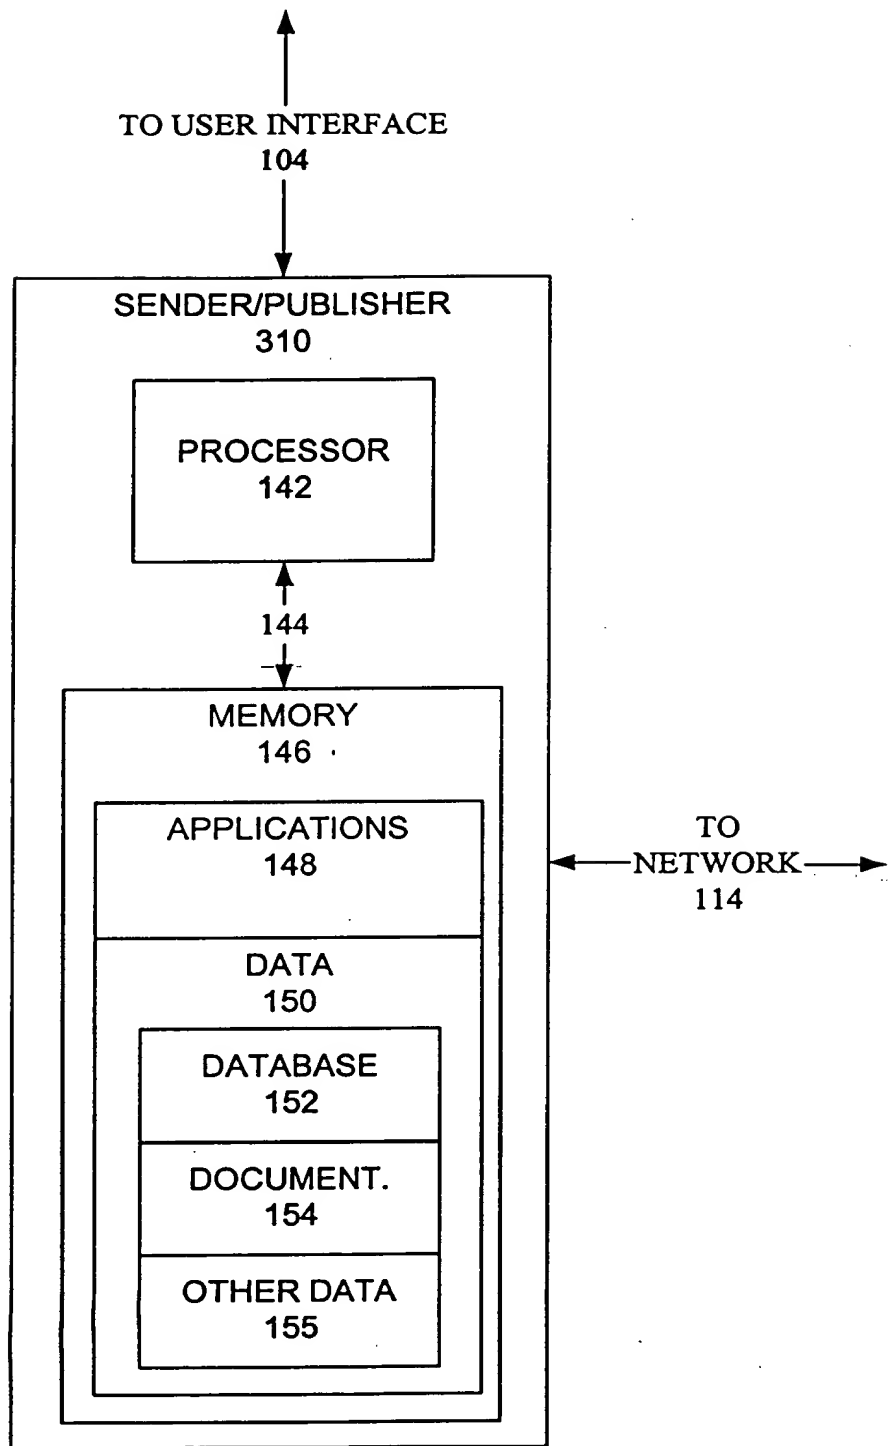 TO USER INTERFACE
104
SENDER/PUBLISHER
310
PROCESSOR
142
144
MEMORY
146
APPLICATIONS
148
TO
NETWORK
114
DATA
150
DATABASE
152
DOCUMENT.
154
OTHER DATA
155